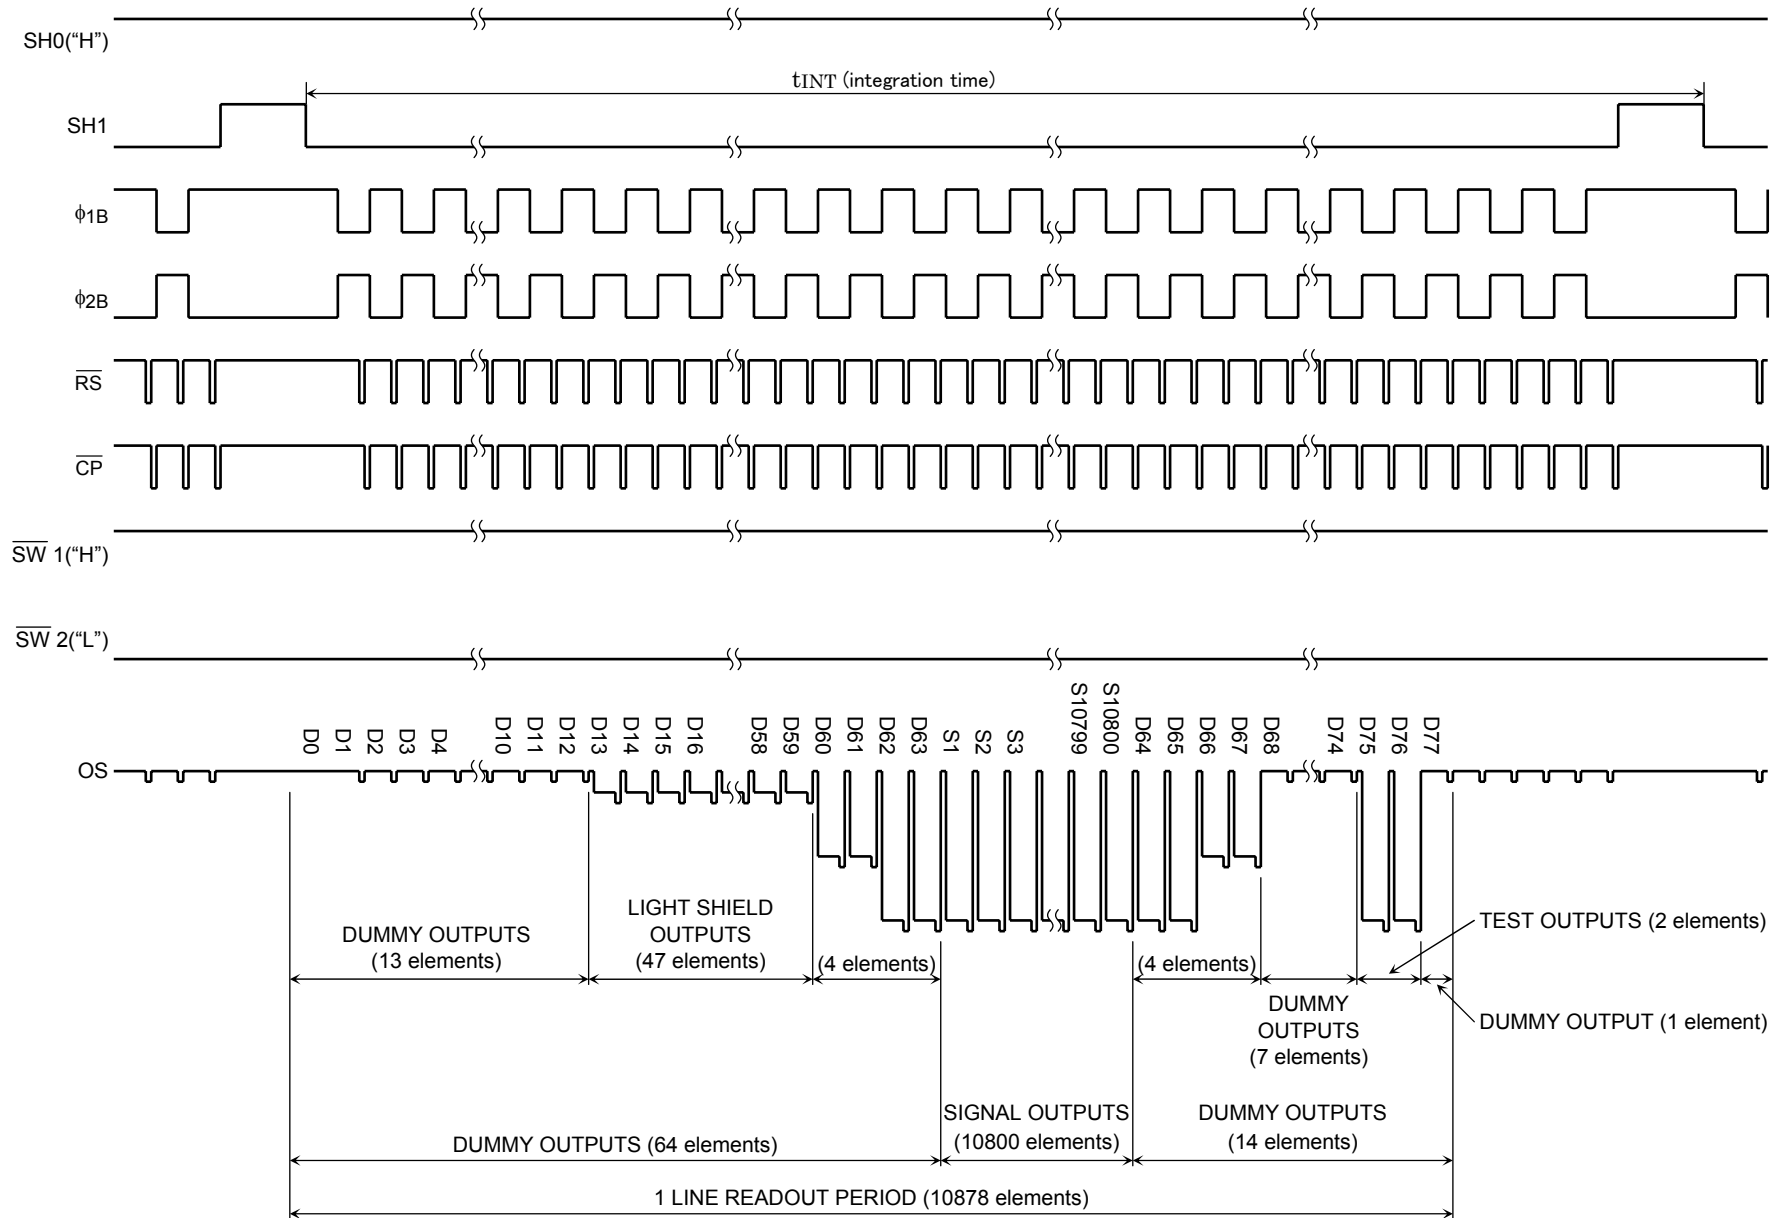 SH0(“H”)
tINT (integration time)
SH1
ϕ1B
ϕ2B
RS
CP
SW 1(“H”)
SW 2(“L”)
D0
D1
D2
D3
D4
D10
D11
D12
D13
D14
D15
D16
D58
D59
D60
D61
D62
D63
S1
S2
S3
S10799
S10800
D64
D65
D66
D67
D68
D74
D75
D76
D77
OS
DUMMY OUTPUTS
(13 elements)
LIGHT SHIELD
OUTPUTS
(47 elements)
(4 elements)
(4 elements)
DUMMY
OUTPUTS
(7 elements)
TEST OUTPUTS (2 elements)
DUMMY OUTPUT (1 element)
DUMMY OUTPUTS (64 elements)
SIGNAL OUTPUTS
(10800 elements)
DUMMY OUTPUTS
(14 elements)
1 LINE READOUT PERIOD (10878 elements)